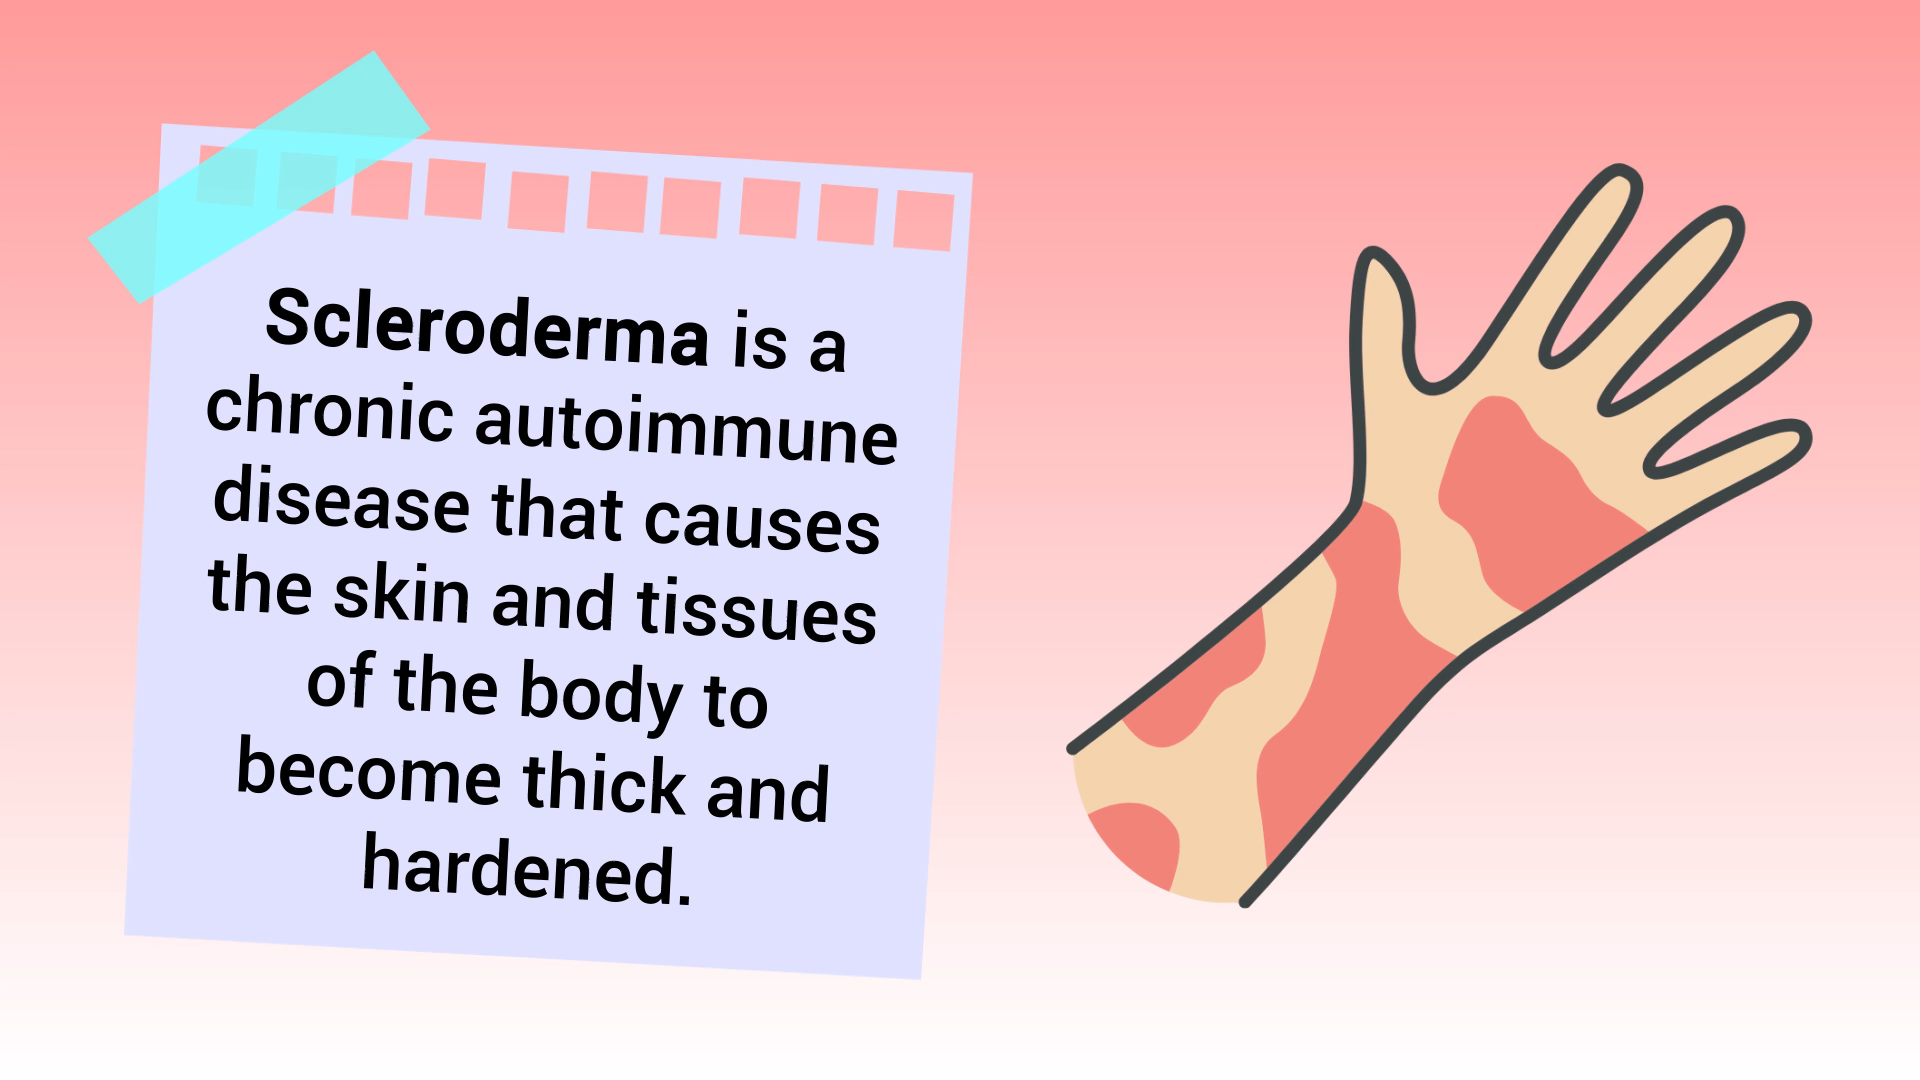 Scleroderma is a
chronic autoimmune
disease that causes
the skin and tissues
of the body to
become thick and
hardened.